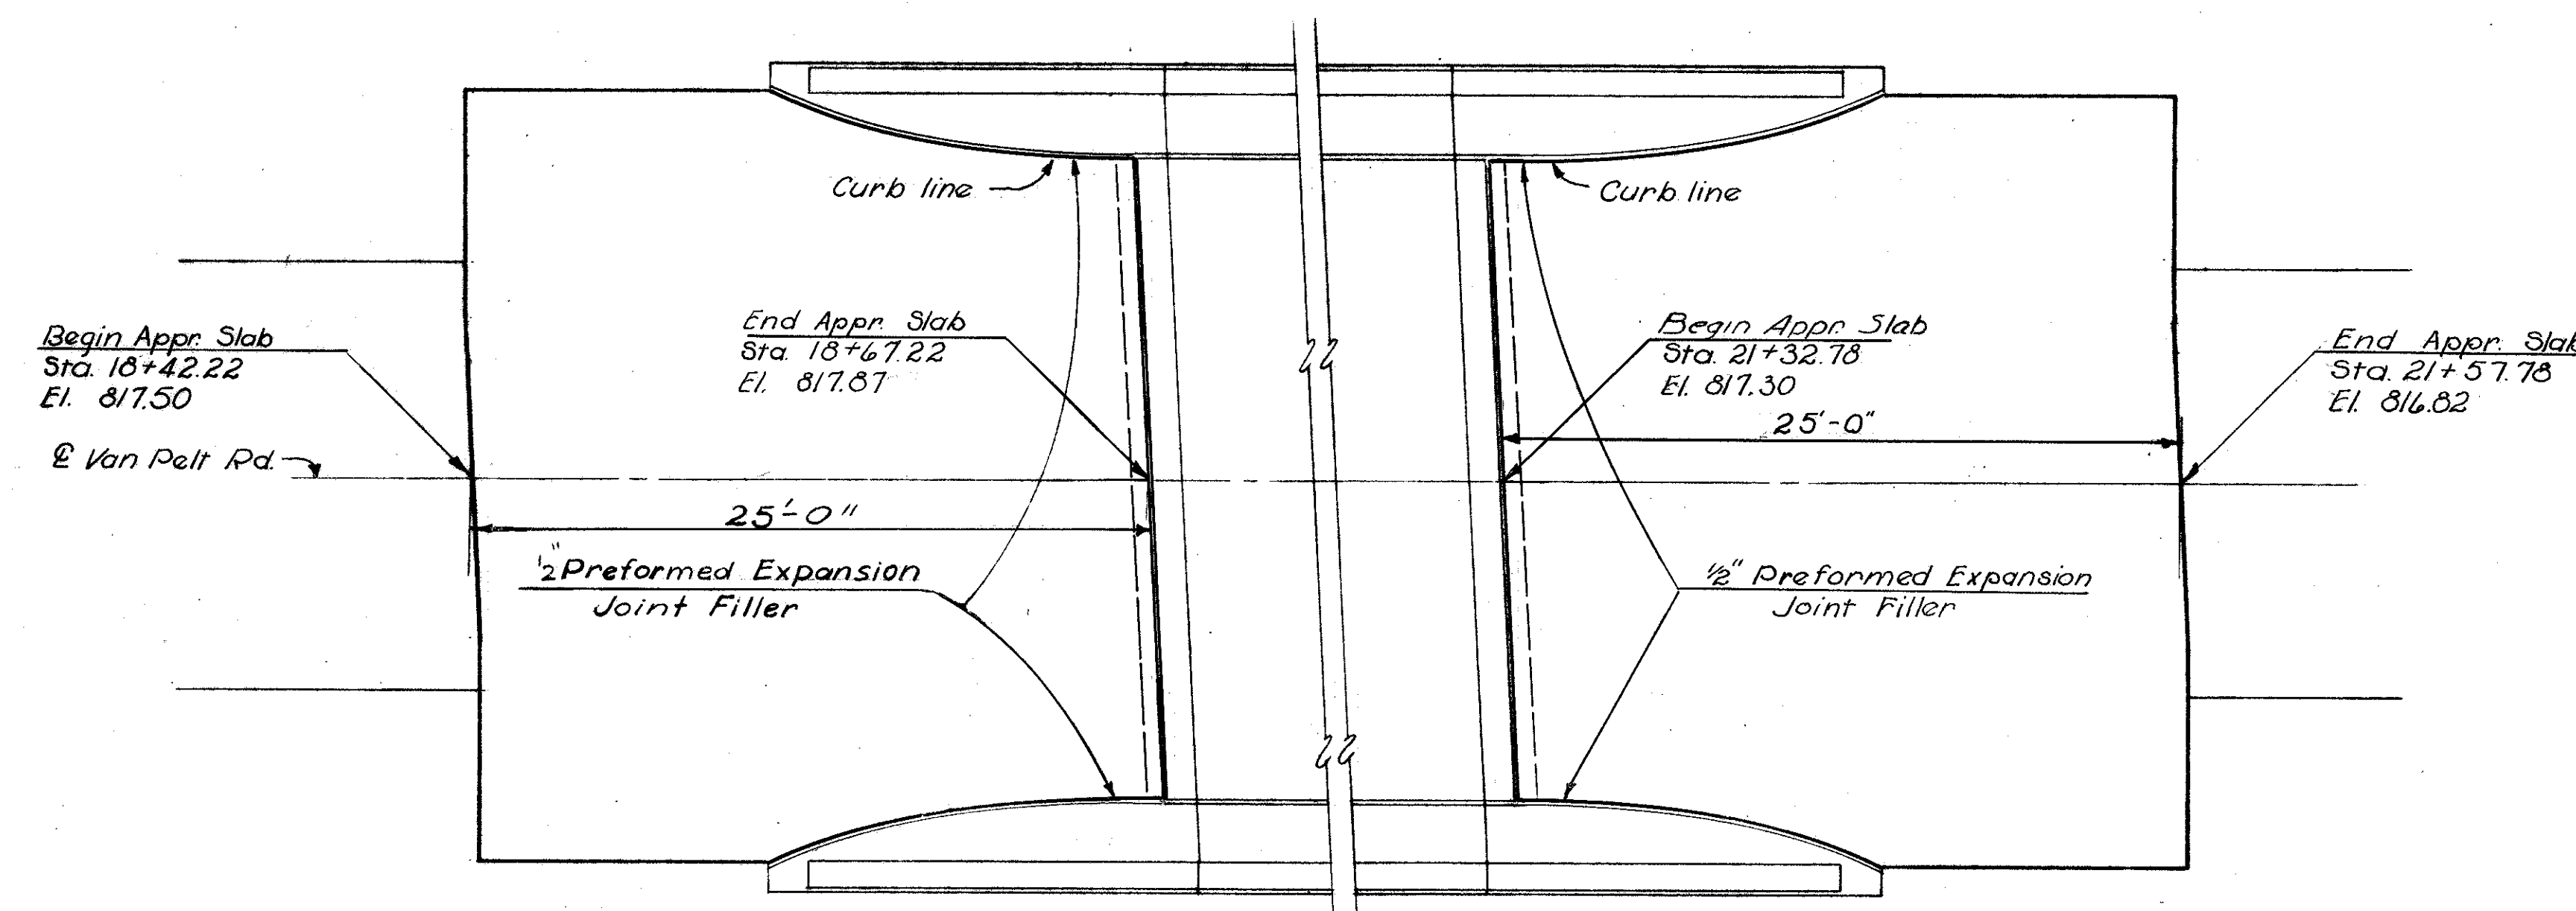 Curb line
Curb line
Begin Appr. Slab
Sta. 18+42.22
El. 817.50
End Appr. Slab
Sta. 18+67.22
El. 817.87
Begin Appr. Slab
Sta. 21+32.78
El. 817.30
End Appr. Slab
Sta. 21+57.78
El. 816.82
25'-0"
℄ Van Pelt Rd.
25'-0"
1/2" Preformed Expansion
Joint Filler
1/2" Preformed Expansion
Joint Filler